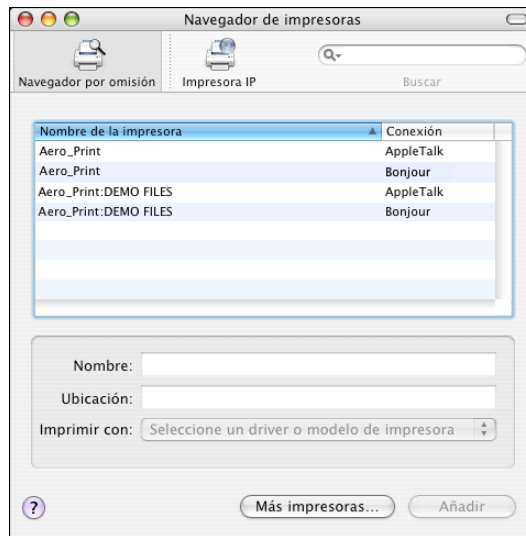 Navegador de impresoras
Navegador por omisión
Impresora IP
Buscar
Nombre de la impresora Conexión
Aero_Print AppleTalk
Aero_Print Bonjour
Aero_Print:DEMO FILES AppleTalk
Aero_Print:DEMO FILES Bonjour
Nombre:
Ubicación:
Imprimir con: Seleccione un driver o modelo de impresora
? Más impresoras... Añadir